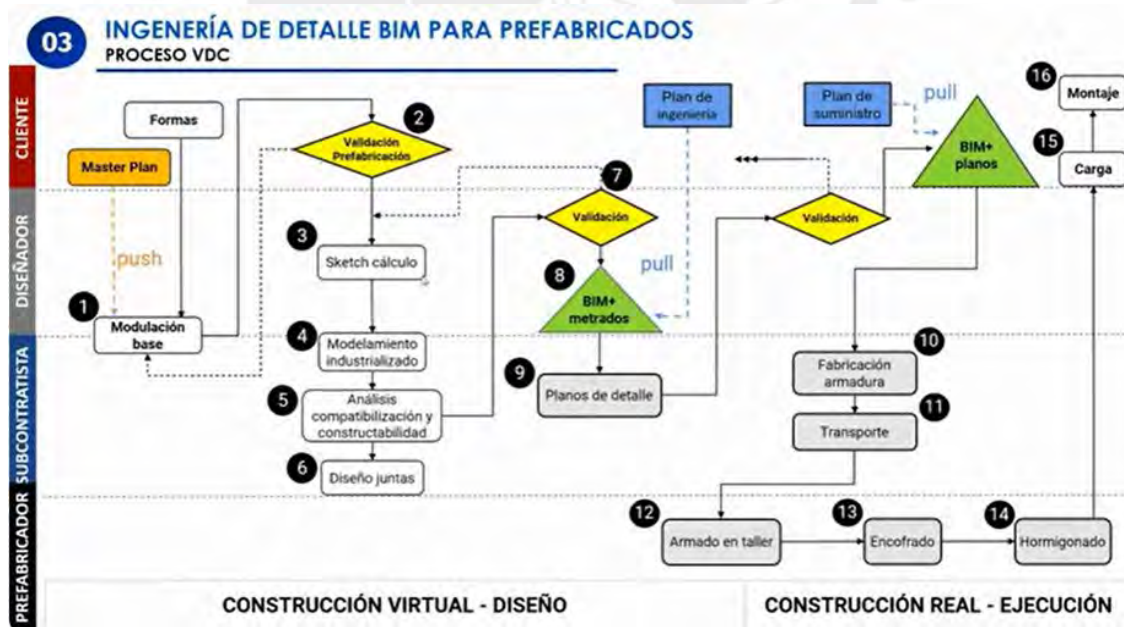 03
INGENERÍA DE DETALLE BIM PARA PREFABRICADOS
PROCESO VDC
CLIENTE
DISEÑADOR
SUBCONTRATISTA
PREFABRICADOR
Formas
Master Plan
push
1
Modulación
base
2
Validación
Prefabricación
3
Sketch cálculo
4
Modelamiento
industrializado
5
Análisis
compatibilización y
constructabilidad
6
Diseño juntas
7
Validación
Plan de
ingeniería
pull
8
BIM+
metrados
9
Planos de detalle
Validación
Plan de
suministro
pull
BIM+
planos
10
Fabricación
armadura
11
Transporte
12
Armado en taller
13
Encofrado
14
Hormigonado
15
Carga
16
Montaje
CONSTRUCCIÓN VIRTUAL - DISEÑO
CONSTRUCCIÓN REAL - EJECUCIÓN